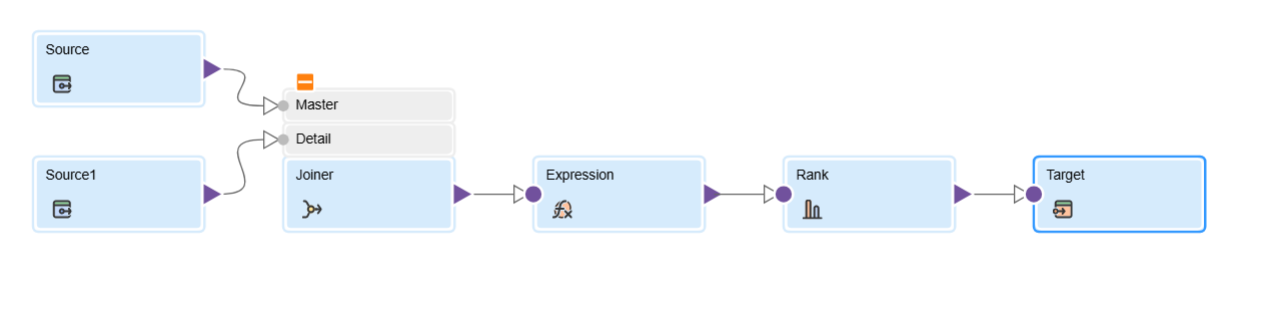 Source
Master
Detail
Source1
Joiner
Expression
Rank
Target